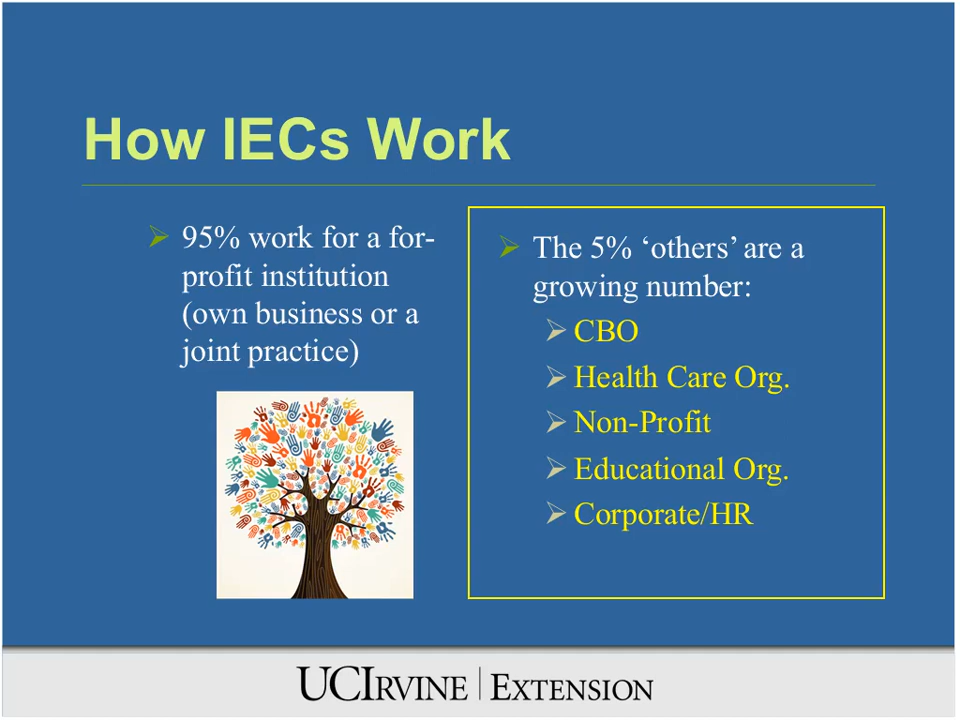 How IECs Work
95% work for a for-
profit institution
(own business or a
joint practice)
The 5% ‘others’ are a
growing number:
CBO
Health Care Org.
Non-Profit
Educational Org.
Corporate/HR
UCIRVINE | EXTENSION